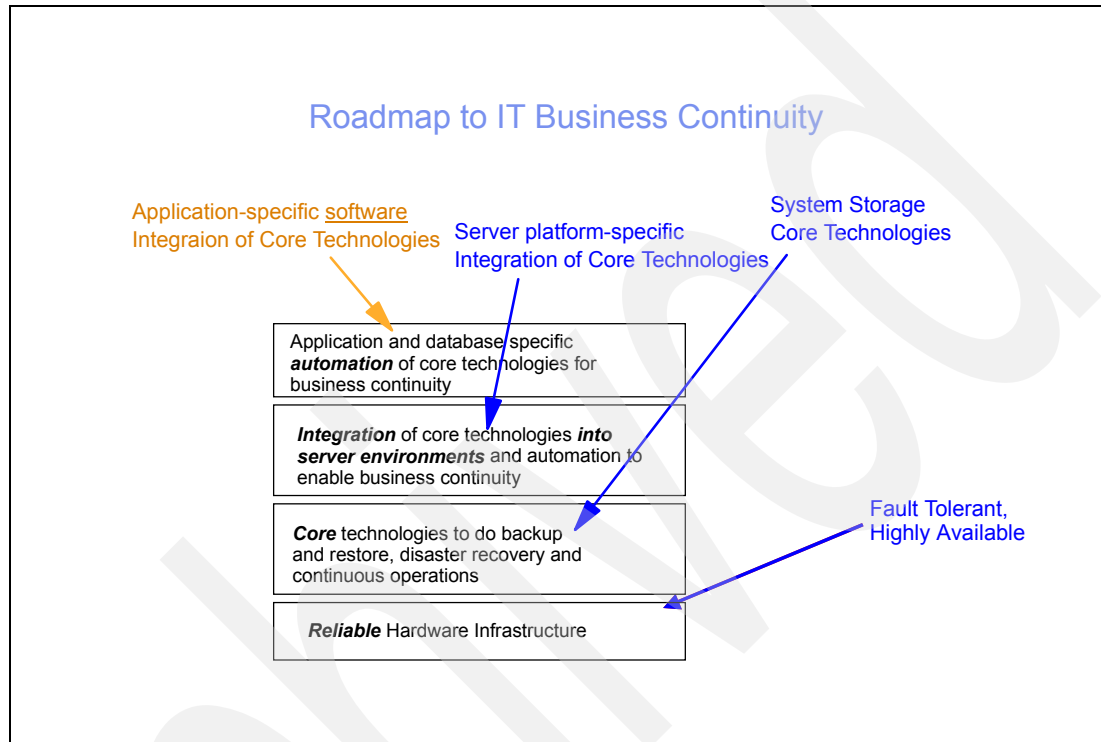 Roadmap to IT Business Continuity
Application-specific software
Integraion of Core Technologies
Server platform-specific
Integration of Core Technologies
System Storage
Core Technologies
Application and database specific
automation of core technologies for
business continuity
Integration of core technologies into
server environments and automation to
enable business continuity
Core technologies to do backup
and restore, disaster recovery and
continuous operations
Fault Tolerant,
Highly Available
Reliable Hardware Infrastructure